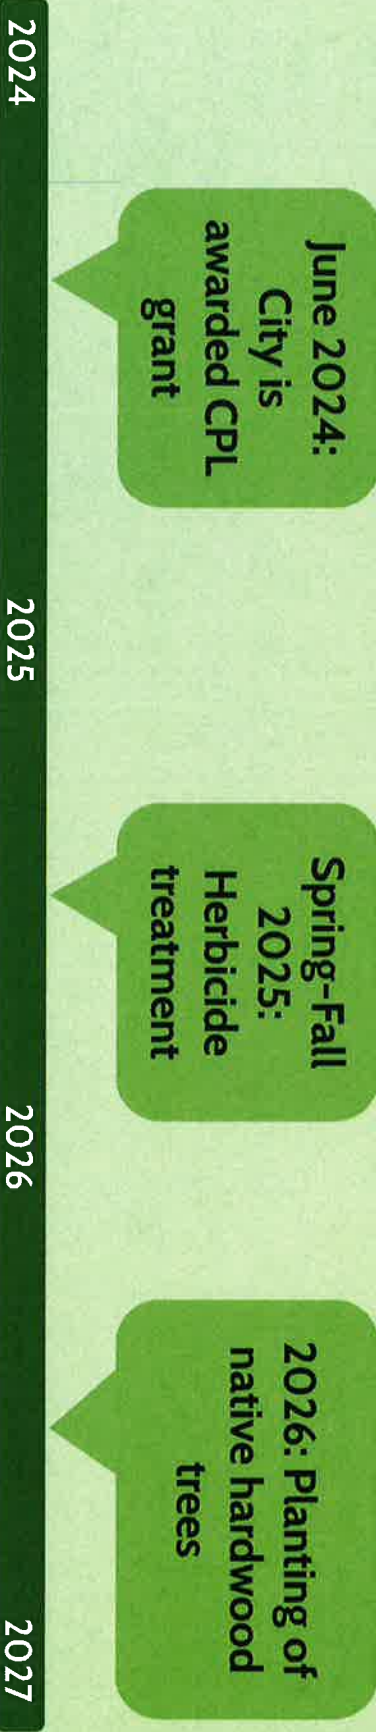 June 2024:
City is
awarded CPL
grant
Spring-Fall
2025:
Herbicide
treatment
2026: Planting of
native hardwood
trees
2024
2025
2026
2027